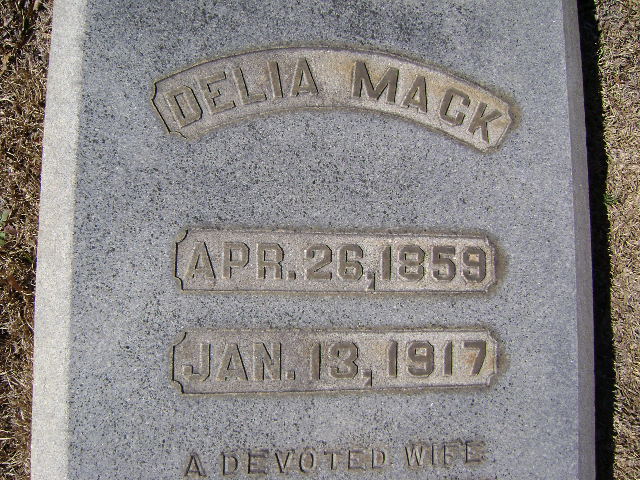 DELIA MACK
APR. 26, 1859
JAN. 13, 1917
A DEVOTED WIFE